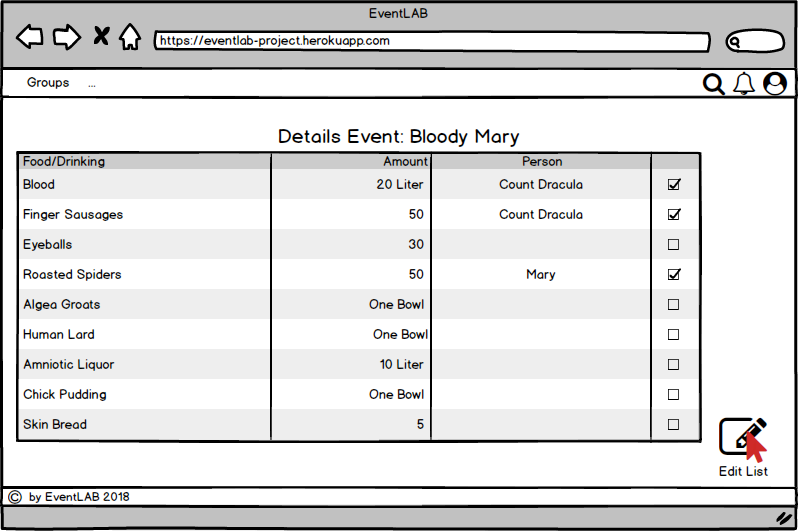 EventLAB
https://eventlab-project.herokuapp.com
Groups ...
Details Event: Bloody Mary
Food/Drinking Amount Person
Blood 20 Liter Count Dracula
Finger Sausages 50 Count Dracula
Eyeballs 30
Roasted Spiders 50 Mary
Algea Groats One Bowl
Human Lard One Bowl
Amniotic Liquor 10 Liter
Chick Pudding One Bowl
Skin Bread 5
Edit List
© by EventLAB 2018